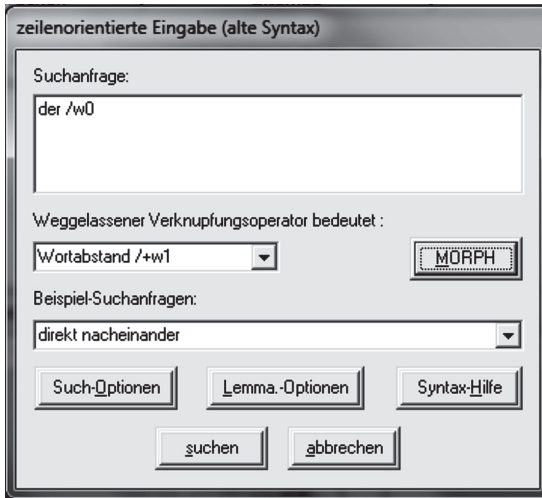 zeilenorientierte Eingabe (alte Syntax)
Suchanfrage:
der /w0
Weggelassener Verknupfungsoperator bedeutet :
Wortabstand /+w1
MORPH
Beispiel-Suchanfragen:
direkt nacheinander
Such-Optionen Lemma.-Optionen Syntax-Hilfe
suchen abbrechen